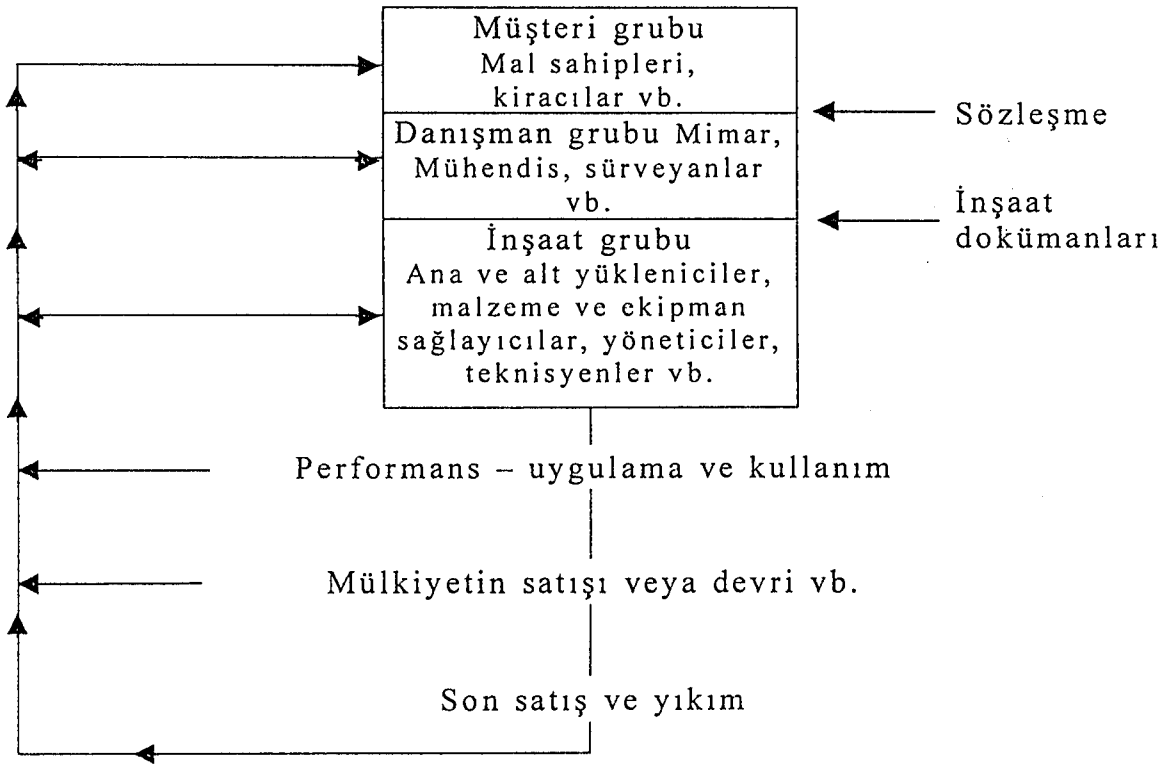 Müşteri grubu
Mal sahipleri,
kiracılar vb.
Danışman grubu Mimar,
Mühendis, sürveyanlar
vb.
İnşaat grubu
Ana ve alt yükleniciler,
malzeme ve ekipman
sağlayıcılar, yöneticiler,
teknisyenler vb.
Sözleşme
İnşaat
dokümanları
Performans – uygulama ve kullanım
Mülkiyetin satışı veya devri vb.
Son satış ve yıkım